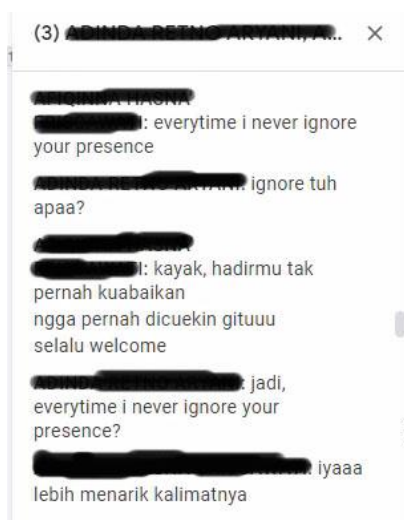 (3)
: everytime i never ignore
your presence
ignore tuh
apaa?
: kayak, hadirmu tak
pernah kuabaikan
ngga pernah dicuekin gituuu
selalu welcome
: jadi,
everytime i never ignore your
presence?
iyaaa
lebih menarik kalimatnya